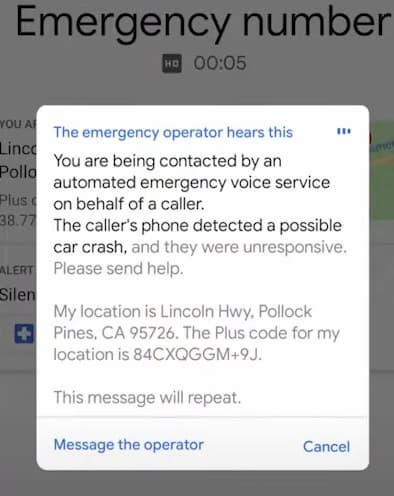 Emergency number
HD 00:05
YOU
Linco
Pollo
Plus
38.77
ALERT
Silen
The emergency operator hears this
You are being contacted by an
automated emergency voice service
on behalf of a caller.
The caller's phone detected a possible
car crash, and they were unresponsive.
Please send help.
My location is Lincoln Hwy, Pollock
Pines, CA 95726. The Plus code for my
location is 84CXQGGM+9J.
This message will repeat.
Message the operator
Cancel